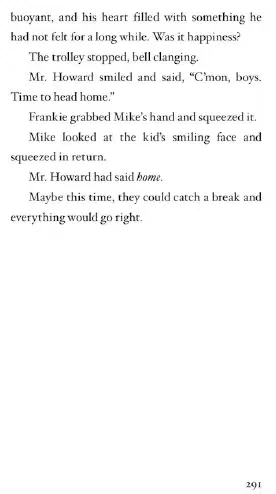 buoyant, and his heart filled with something he
had not felt for a long while. Was it happiness?
The trolley stopped, bell clanging.
Mr. Howard smiled and said, “C’mon, boys.
Time to head home.”
Frankie grabbed Mike’s hand and squeezed it.
Mike looked at the kid’s smiling face and
squeezed in return.
Mr. Howard had said home.
Maybe this time, they could catch a break and
everything would go right.
291